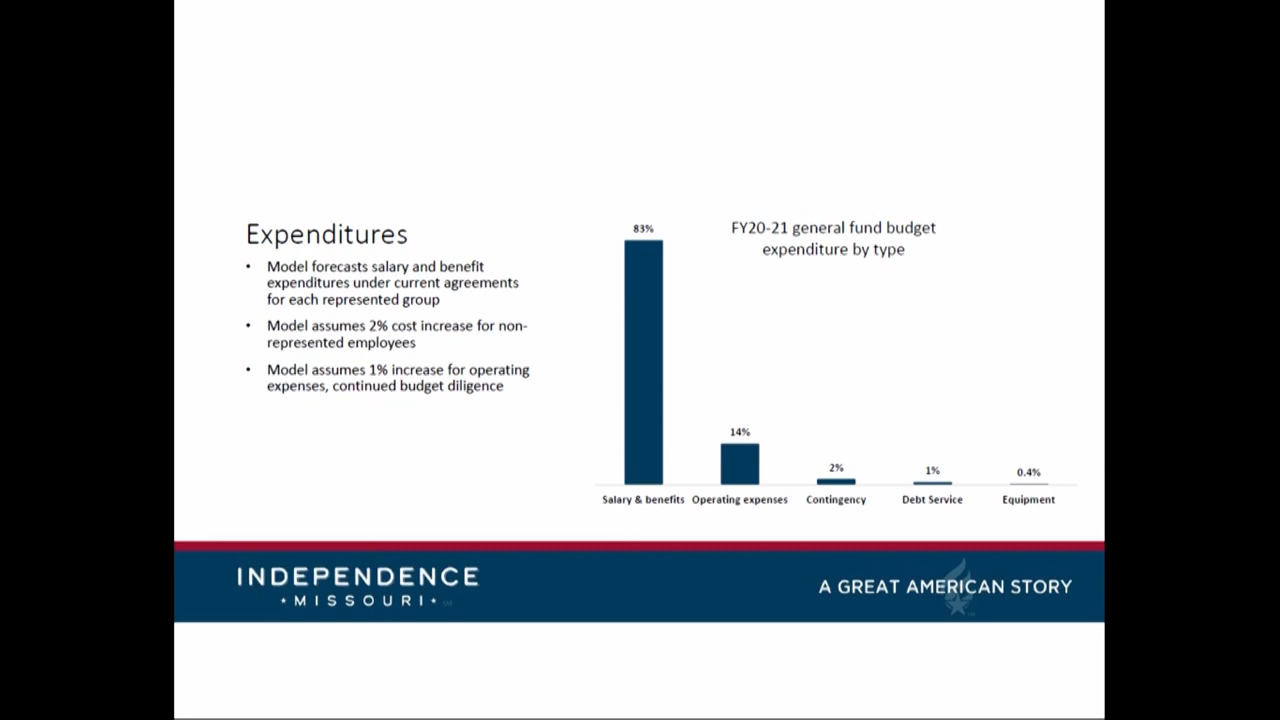 Expenditures
• Model forecasts salary and benefit
expenditures under current agreements
for each represented group
• Model assumes 2% cost increase for non-
represented employees
• Model assumes 1% increase for operating
expenses, continued budget diligence
FY20-21 general fund budget
expenditure by type
83%
14%
2%
1%
0.4%
Salary & benefits
Operating expenses
Contingency
Debt Service
Equipment
INDEPENDENCE
★ MISSOURI ★
A GREAT AMERICAN STORY